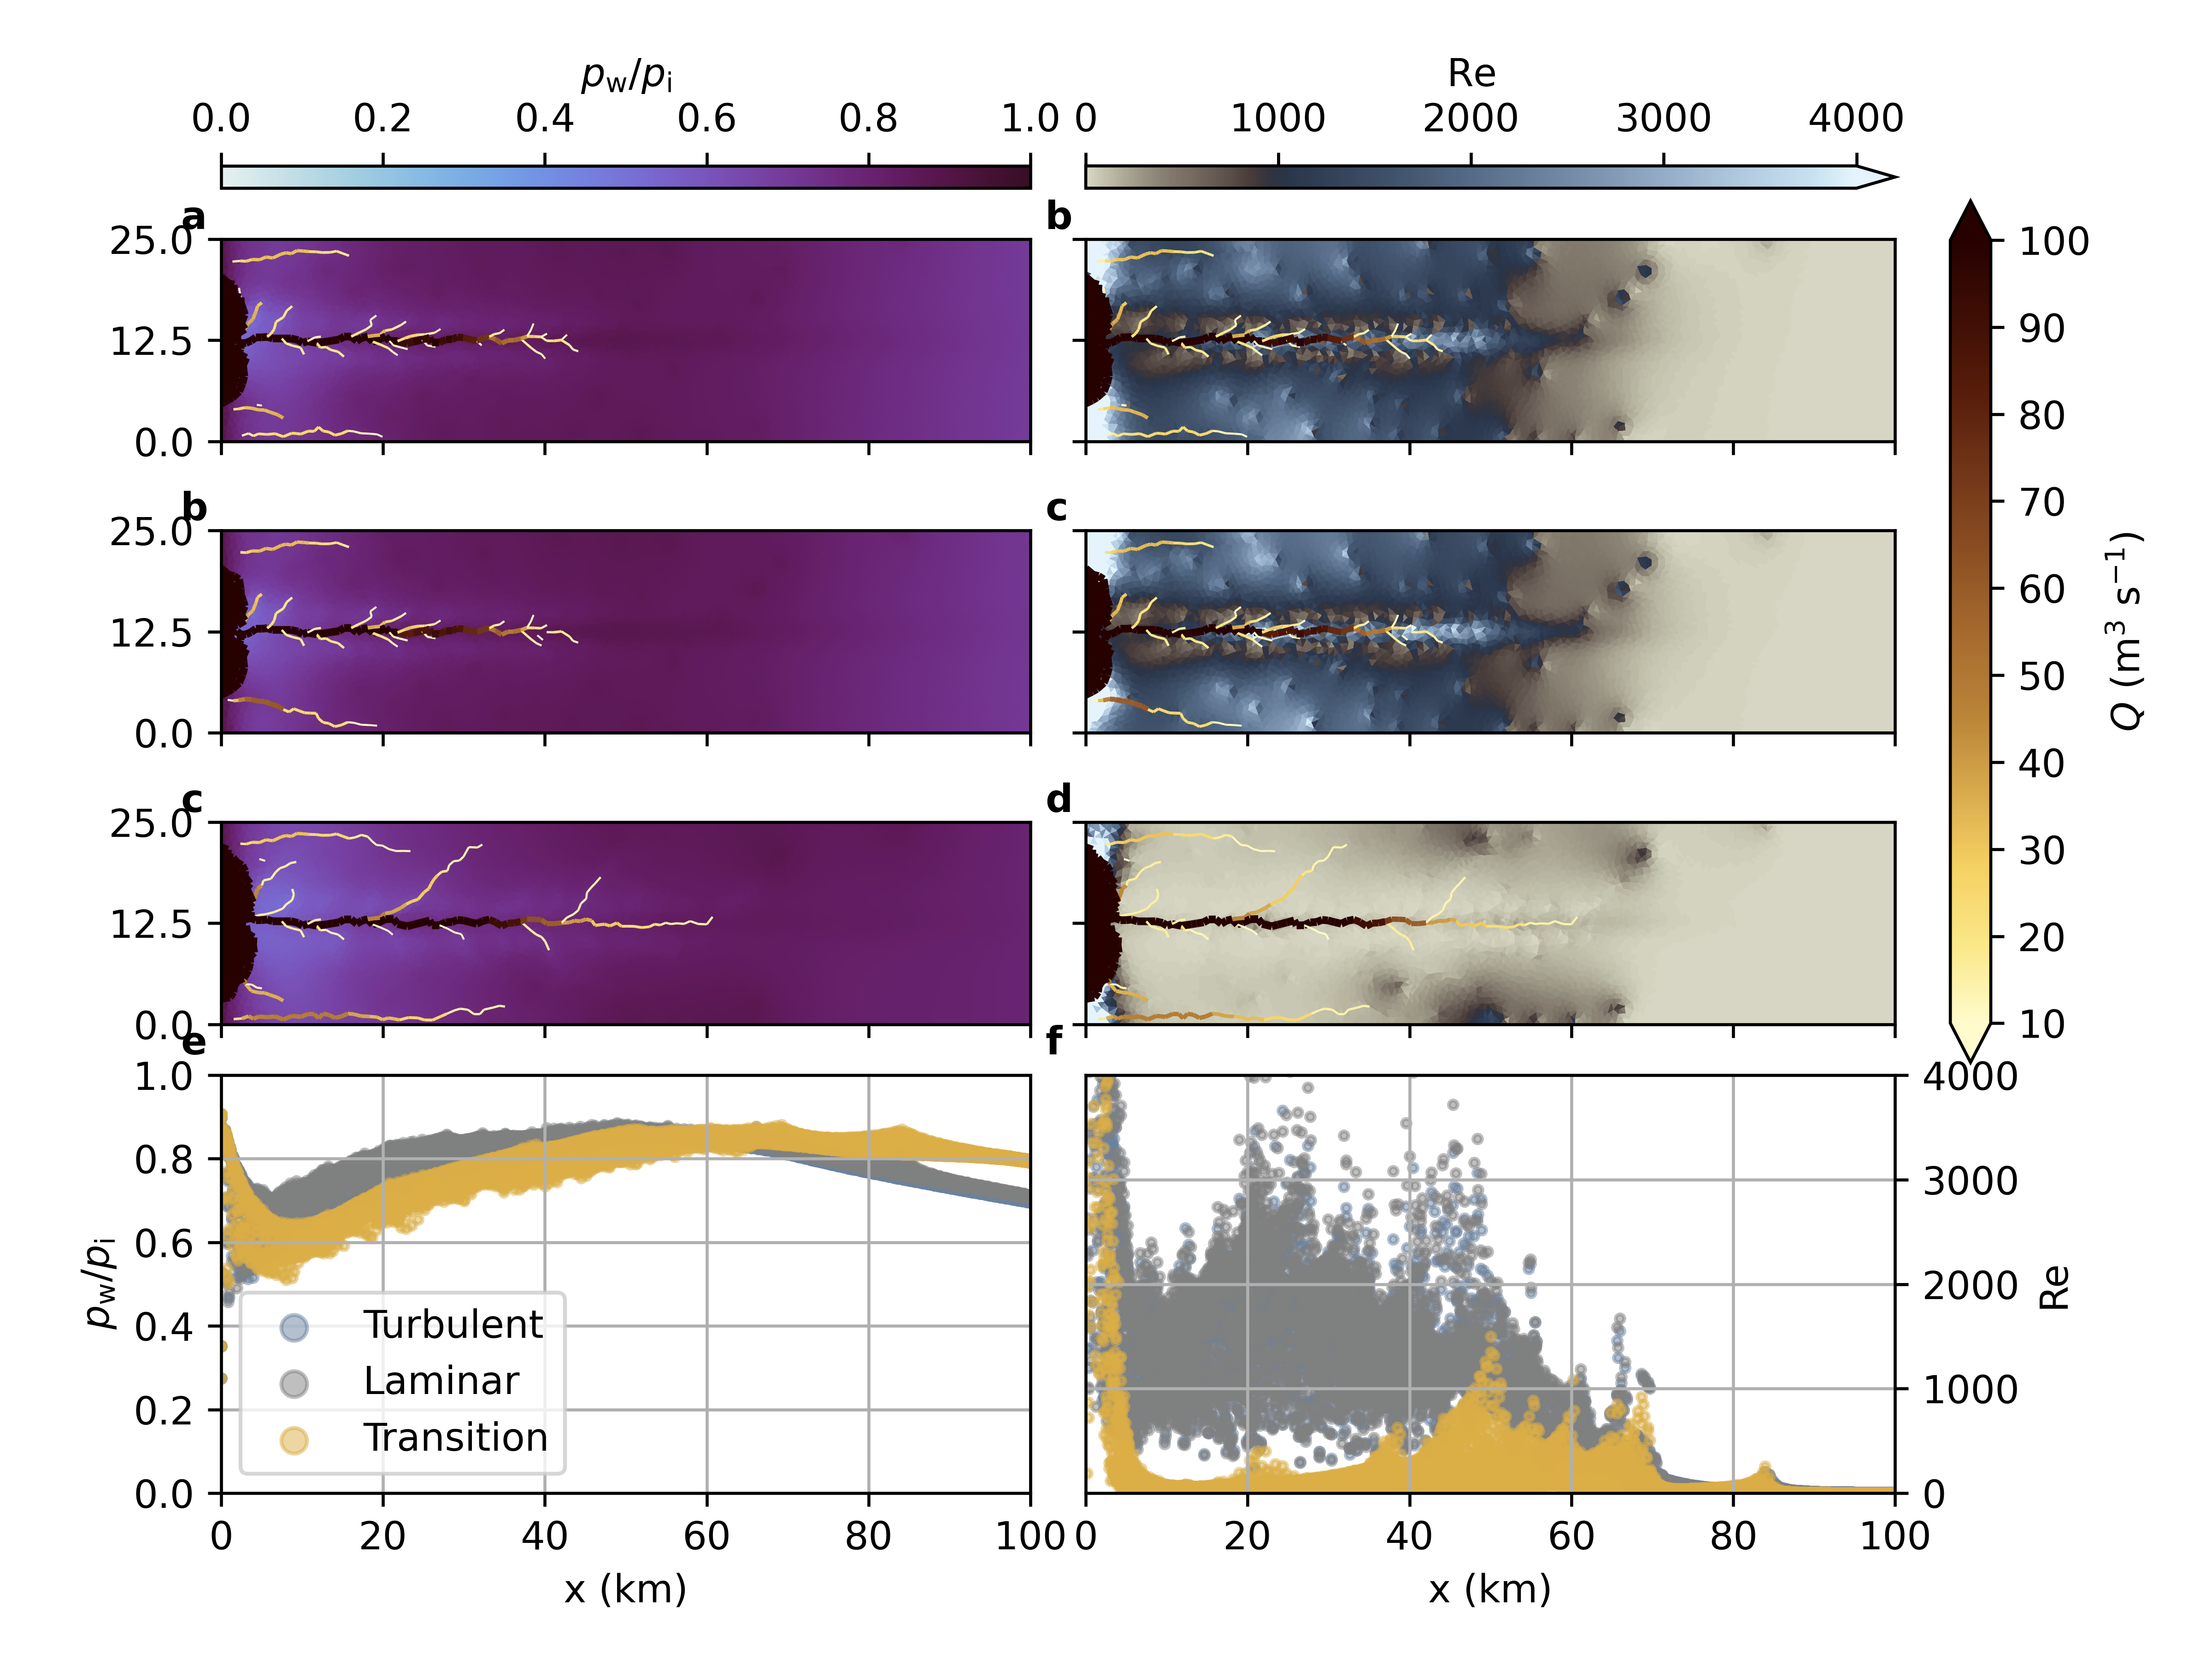 p_w/p_i
Re
0.0 0.2 0.4 0.6 0.8 1.0
0 1000 2000 3000 4000
a
b
25.0
12.5
0.0
b
c
25.0
12.5
0.0
c
d
25.0
12.5
0.0
100
90
80
70
60
50
40
30
20
10
Q (m³ s⁻¹)
e
f
1.0
0.8
0.6
0.4
0.2
0.0
p_w/p_i
Turbulent
Laminar
Transition
4000
3000
2000
1000
0
Re
0 20 40 60 80 100
0 20 40 60 80 100
x (km)
x (km)